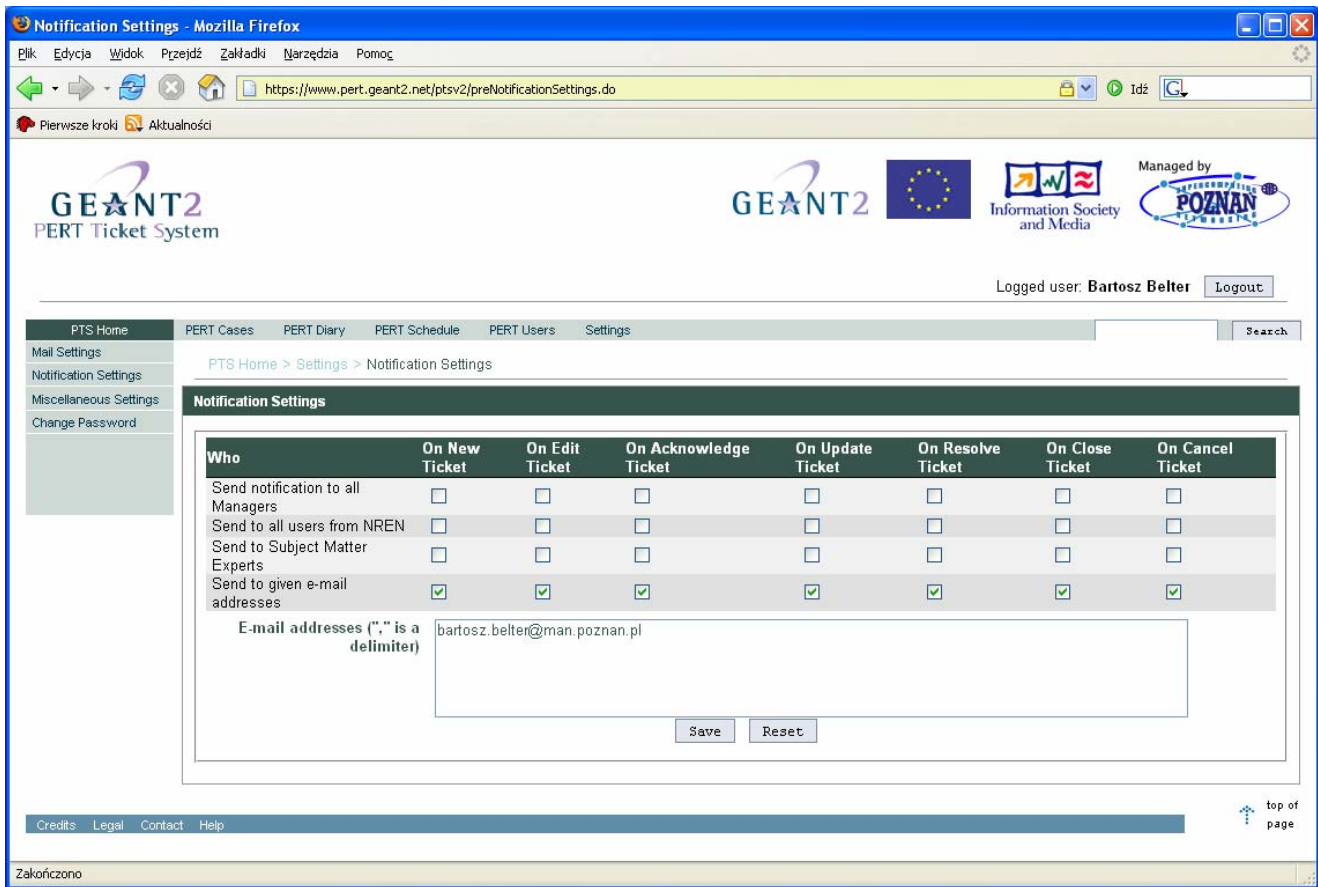 Notification Settings - Mozilla Firefox
Plik Edycja Widok Przejdź Zakładki Narzędzia Pomoc
https://www.pert.geant2.net/ptsv2/preNotificationSettings.do
Idź
Pierwsze kroki Aktualności
GEANT2
PERT Ticket System
GEANT2
Information Society
and Media
Managed by
POZNAŃ
Logged user: Bartosz Belter Logout
PTS Home PERT Cases PERT Diary PERT Schedule PERT Users Settings Search
Mail Settings
Notification Settings
Miscellaneous Settings
Change Password
PTS Home > Settings > Notification Settings
Notification Settings
Who On New Ticket On Edit Ticket On Acknowledge Ticket On Update Ticket On Resolve Ticket On Close Ticket On Cancel Ticket
Send notification to all
Managers
Send to all users from NREN
Send to Subject Matter
Experts
Send to given e-mail
addresses
E-mail addresses ("," is a
delimiter)
bartosz.belter@man.poznan.pl
Save Reset
top of
page
Credits Legal Contact Help
Zakończono